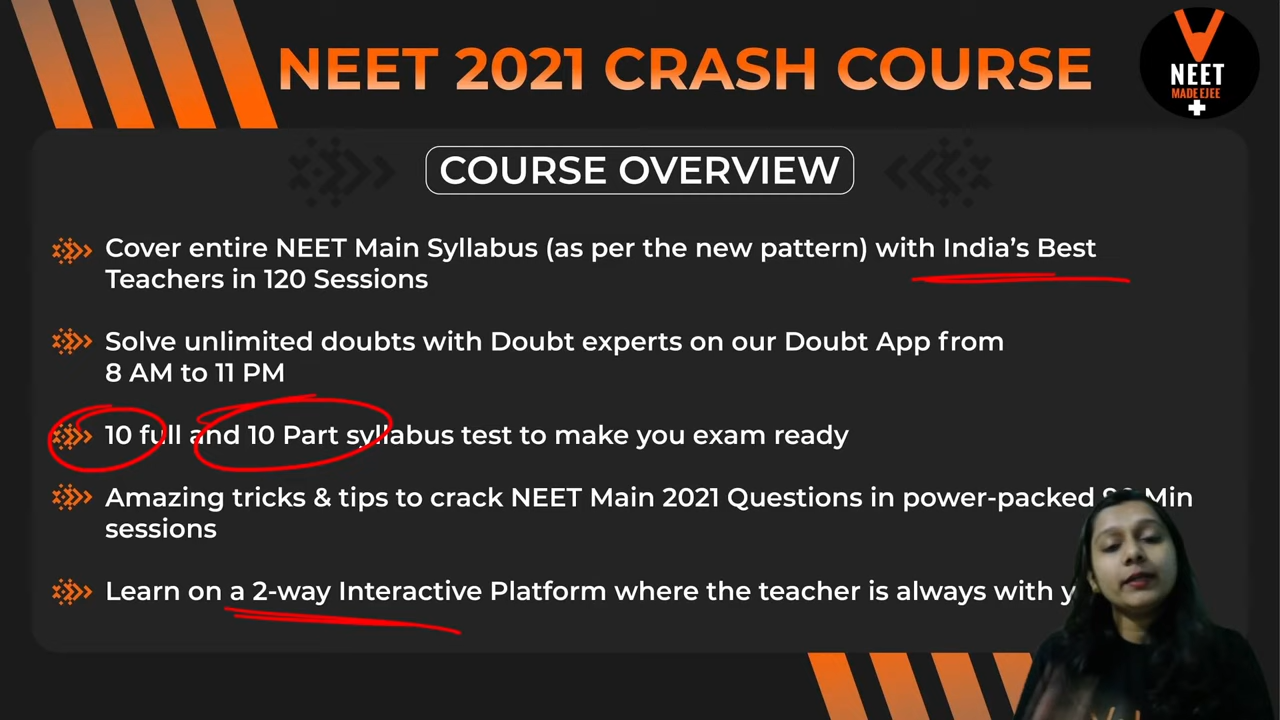 NEET 2021 CRASH COURSE
NEET
MADE EJEE
COURSE OVERVIEW
Cover entire NEET Main Syllabus (as per the new pattern) with India's Best
Teachers in 120 Sessions
Solve unlimited doubts with Doubt experts on our Doubt App from
8 AM to 11 PM
10 full and 10 Part syllabus test to make you exam ready
Amazing tricks & tips to crack NEET Main 2021 Questions in power-packed Min
sessions
Learn on a 2-way Interactive Platform where the teacher is always with